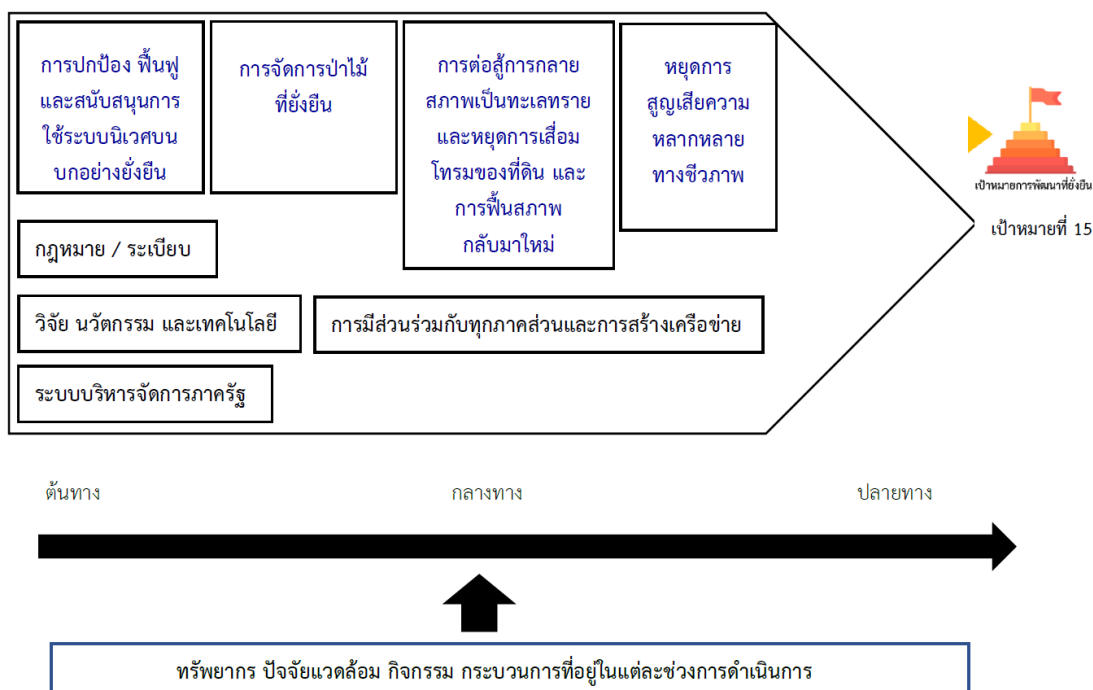 การปกป้อง ฟื้นฟู
และสนับสนุนการ
ใช้ระบบนิเวศบน
บกอย่างยั่งยืน
การจัดการป่าไม้
ที่ยั่งยืน
การต่อสู้การกลาย
สภาพเป็นทะเลทราย
และหยุดการเสื่อม
โทรมของที่ดิน และ
การฟื้นสภาพ
กลับมาใหม่
หยุดการ
สูญเสียความ
หลากหลาย
ทางชีวภาพ
เป้าหมายการพัฒนาที่ยั่งยืน
เป้าหมายที่ 15
กฎหมาย / ระเบียบ
วิจัย นวัตกรรม และเทคโนโลยี
การมีส่วนร่วมกับทุกภาคส่วนและการสร้างเครือข่าย
ระบบบริหารจัดการภาครัฐ
ต้นทาง
กลางทาง
ปลายทาง
ทรัพยากร ปัจจัยแวดล้อม กิจกรรม กระบวนการที่อยู่ในแต่ละช่วงการดำเนินการ